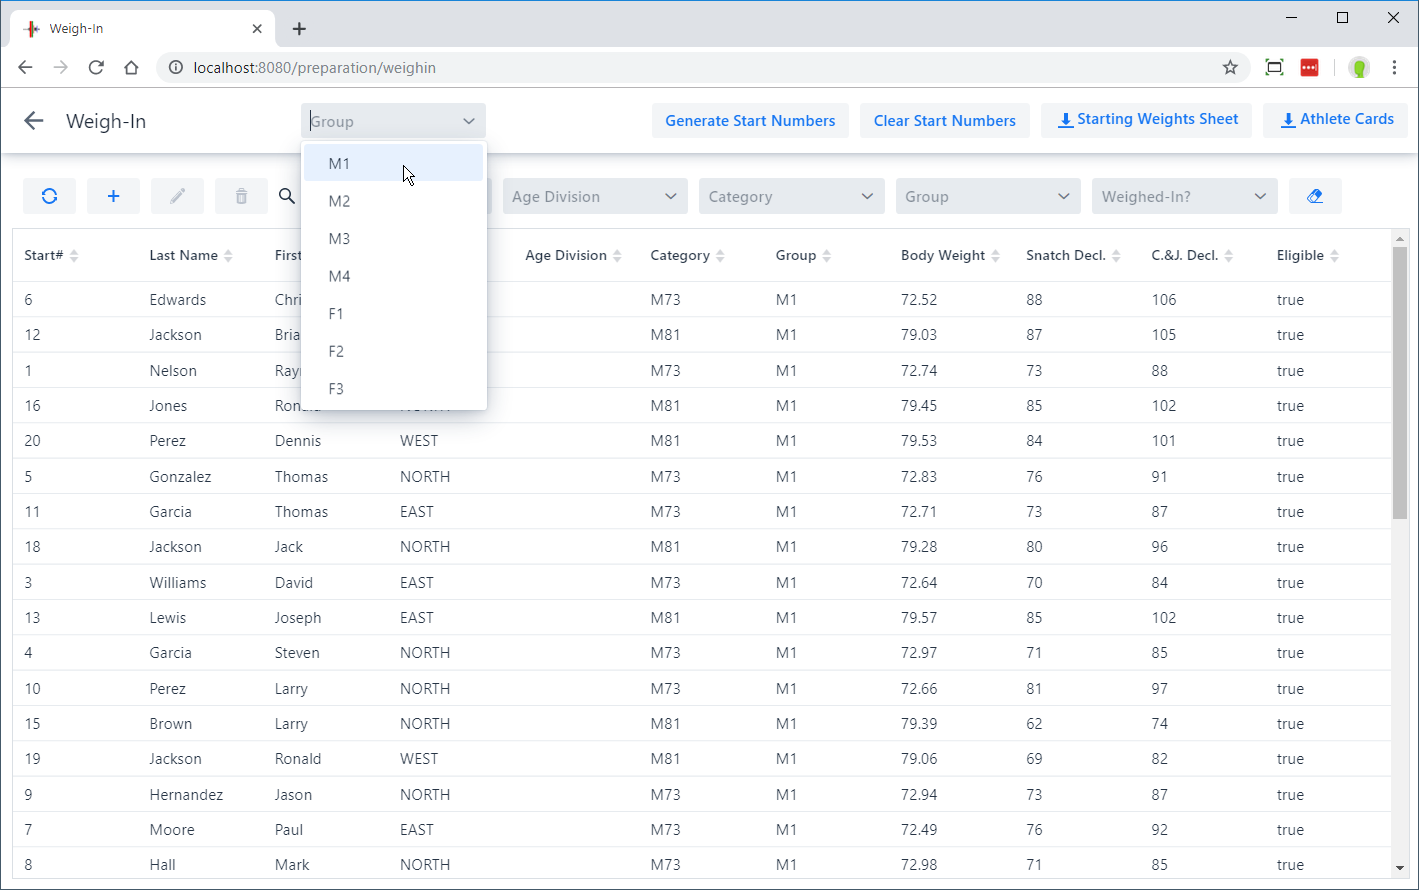 Weigh-In
localhost:8080/preparation/weighin
Weigh-In Group Generate Start Numbers Clear Start Numbers Starting Weights Sheet Athlete Cards
M1
M2
M3
M4
F1
F2
F3
Age Division Category Group Weighed-In?
Start# Last Name First Age Division Category Group Body Weight Snatch Decl. C.&J. Decl. Eligible
6 Edwards M73 M1 72.52 88 106 true
12 Jackson M81 M1 79.03 87 105 true
1 Nelson M73 M1 72.74 73 88 true
16 Jones Ronald NORTH M81 M1 79.45 85 102 true
20 Perez Dennis WEST M81 M1 79.53 84 101 true
5 Gonzalez Thomas NORTH M73 M1 72.83 76 91 true
11 Garcia Thomas EAST M73 M1 72.71 73 87 true
18 Jackson Jack NORTH M81 M1 79.28 80 96 true
3 Williams David EAST M73 M1 72.64 70 84 true
13 Lewis Joseph EAST M81 M1 79.57 85 102 true
4 Garcia Steven NORTH M73 M1 72.97 71 85 true
10 Perez Larry NORTH M73 M1 72.66 81 97 true
15 Brown Larry NORTH M81 M1 79.39 62 74 true
19 Jackson Ronald WEST M81 M1 79.06 69 82 true
9 Hernandez Jason NORTH M73 M1 72.94 73 87 true
7 Moore Paul EAST M73 M1 72.49 76 92 true
8 Hall Mark NORTH M73 M1 72.98 71 85 true